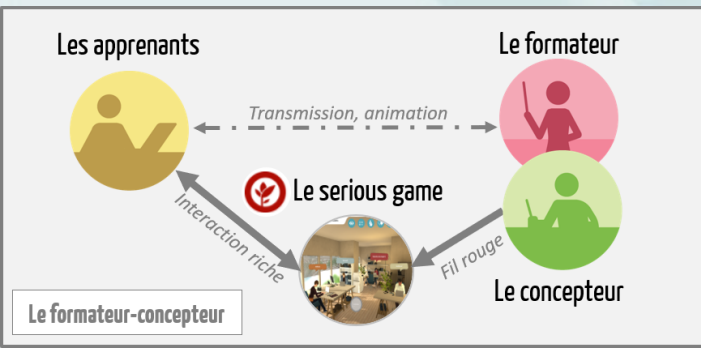 Les apprenants
Le formateur
Transmission, animation
Le serious game
Interaction riche
Fil rouge
Le concepteur
Le formateur-concepteur